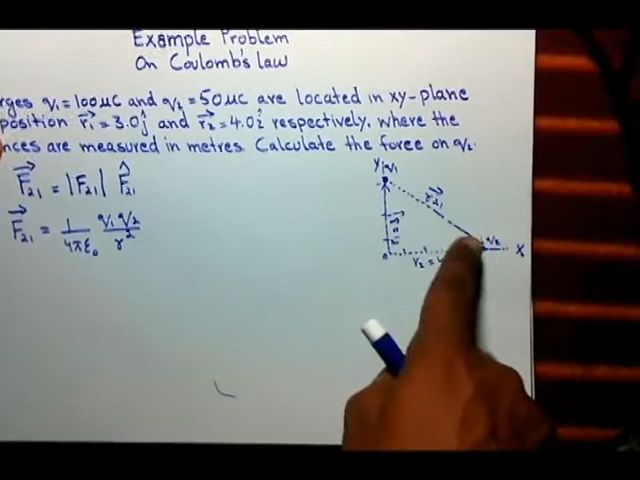 Example Problem
On Coulomb's law
rges q₁ = 100μC and q₂ = 50μC are located in xy-plane
position r⃗₁ = 3.0ĵ and r⃗₂ = 4.0î respectively, where the
nces are measured in metres. Calculate the force on q₂.
F⃗₂₁ = |F₂₁| F̂₂₁
F⃗₂₁ = 1/4πε₀ q₁q₂/r²
Y q₁
r⃗₂₁
q₂
X
r₂ =